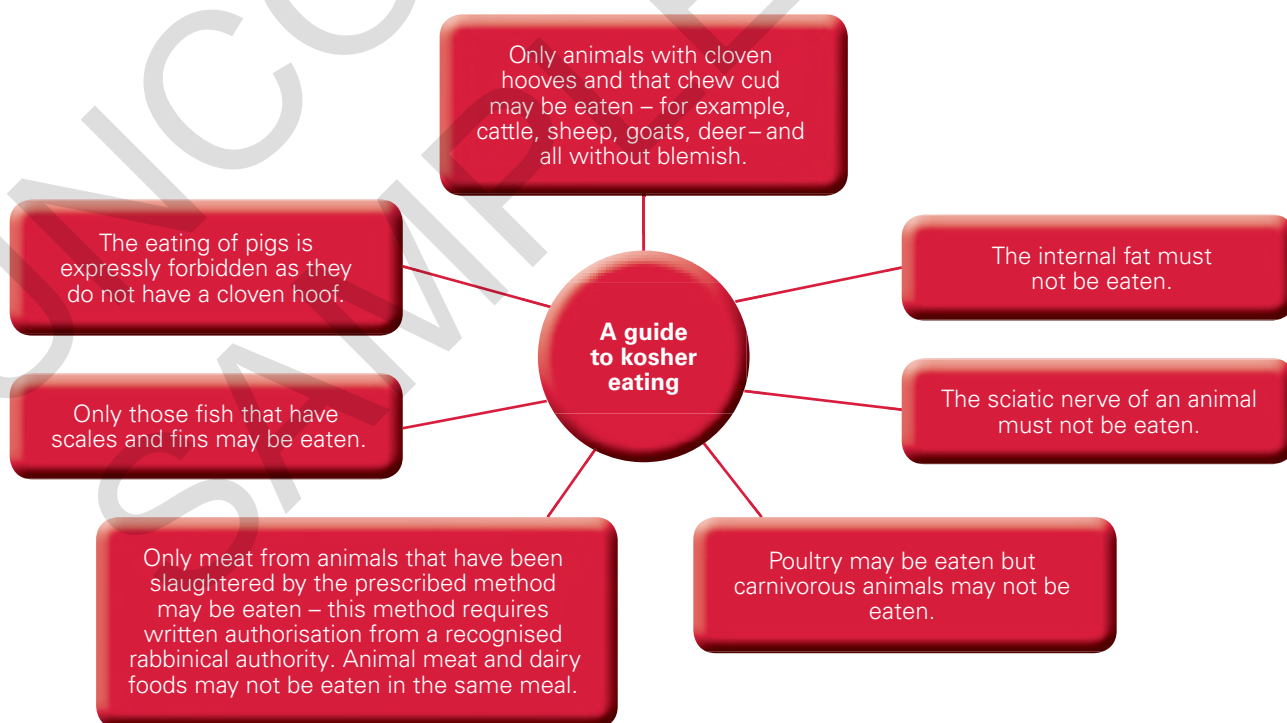 Only animals with cloven
hooves and that chew cud
may be eaten – for example,
cattle, sheep, goats, deer – and
all without blemish.
The eating of pigs is
expressly forbidden as they
do not have a cloven hoof.
The internal fat must
not be eaten.
A guide
to kosher
eating
Only those fish that have
scales and fins may be eaten.
The sciatic nerve of an animal
must not be eaten.
Only meat from animals that have been
slaughtered by the prescribed method
may be eaten – this method requires
written authorisation from a recognised
rabbinical authority. Animal meat and dairy
foods may not be eaten in the same meal.
Poultry may be eaten but
carnivorous animals may not be
eaten.
UNCO
SAMPLE